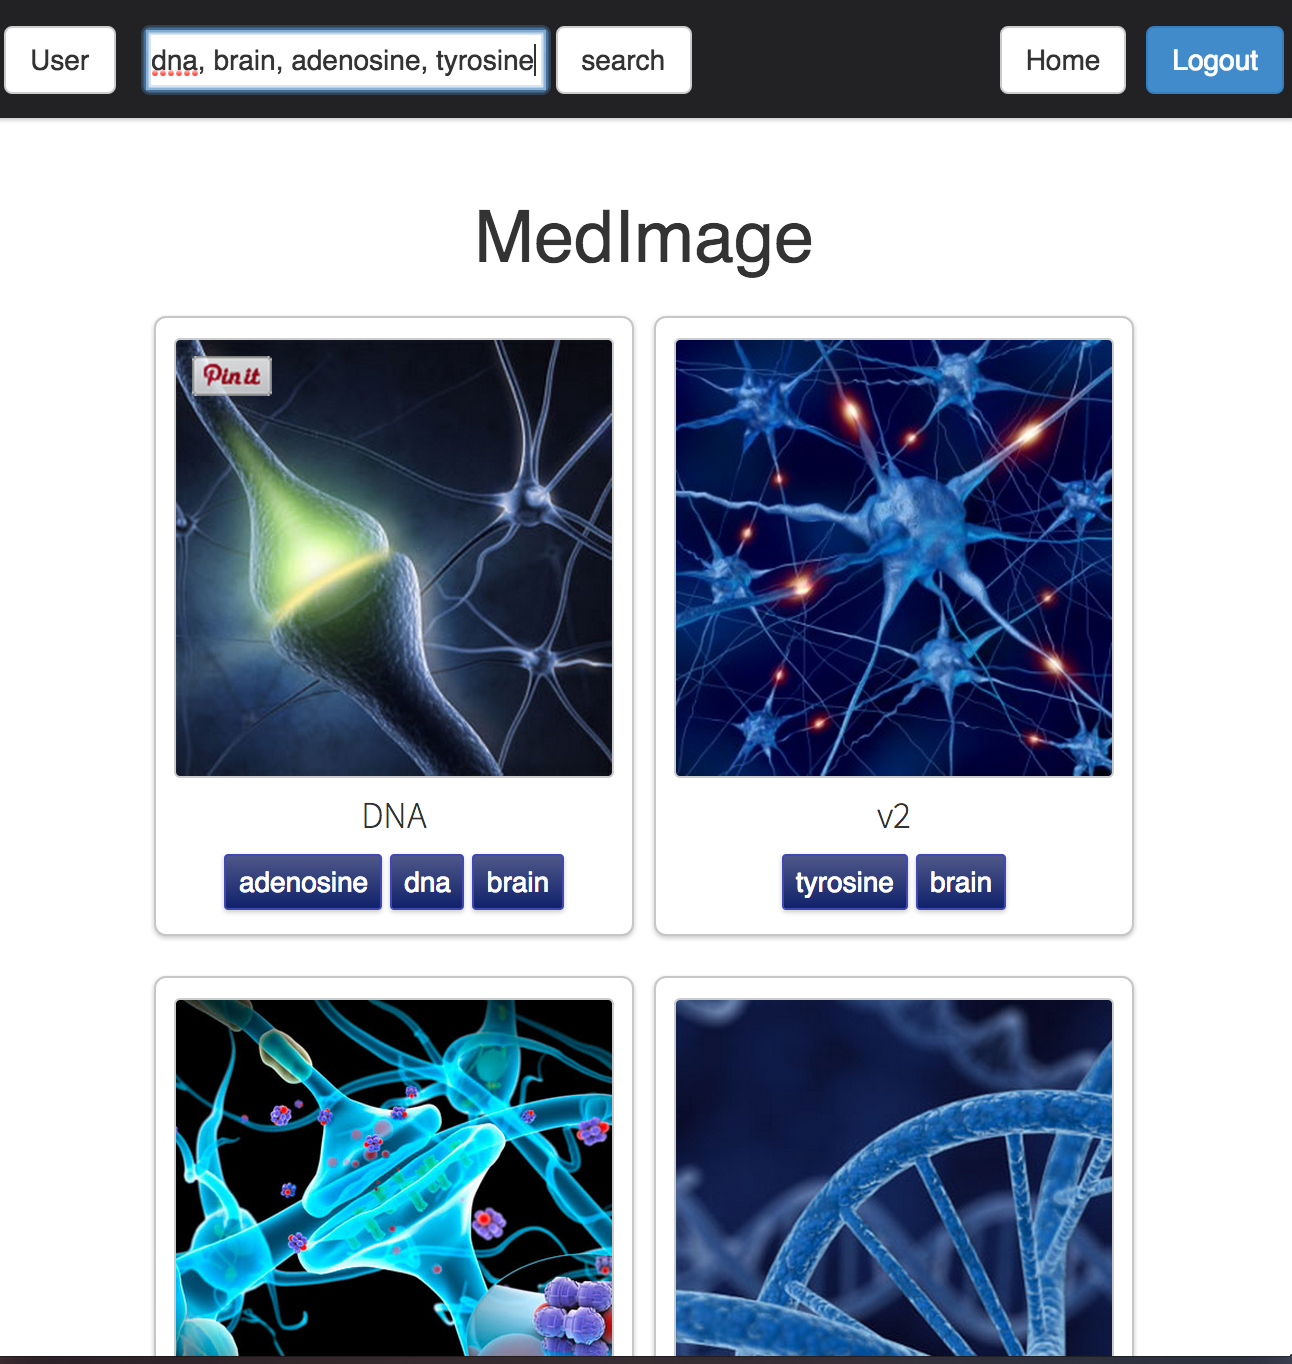 User dna, brain, adenosine, tyrosine search Home Logout
MedImage
Pin it
DNA
adenosine dna brain
v2
tyrosine brain